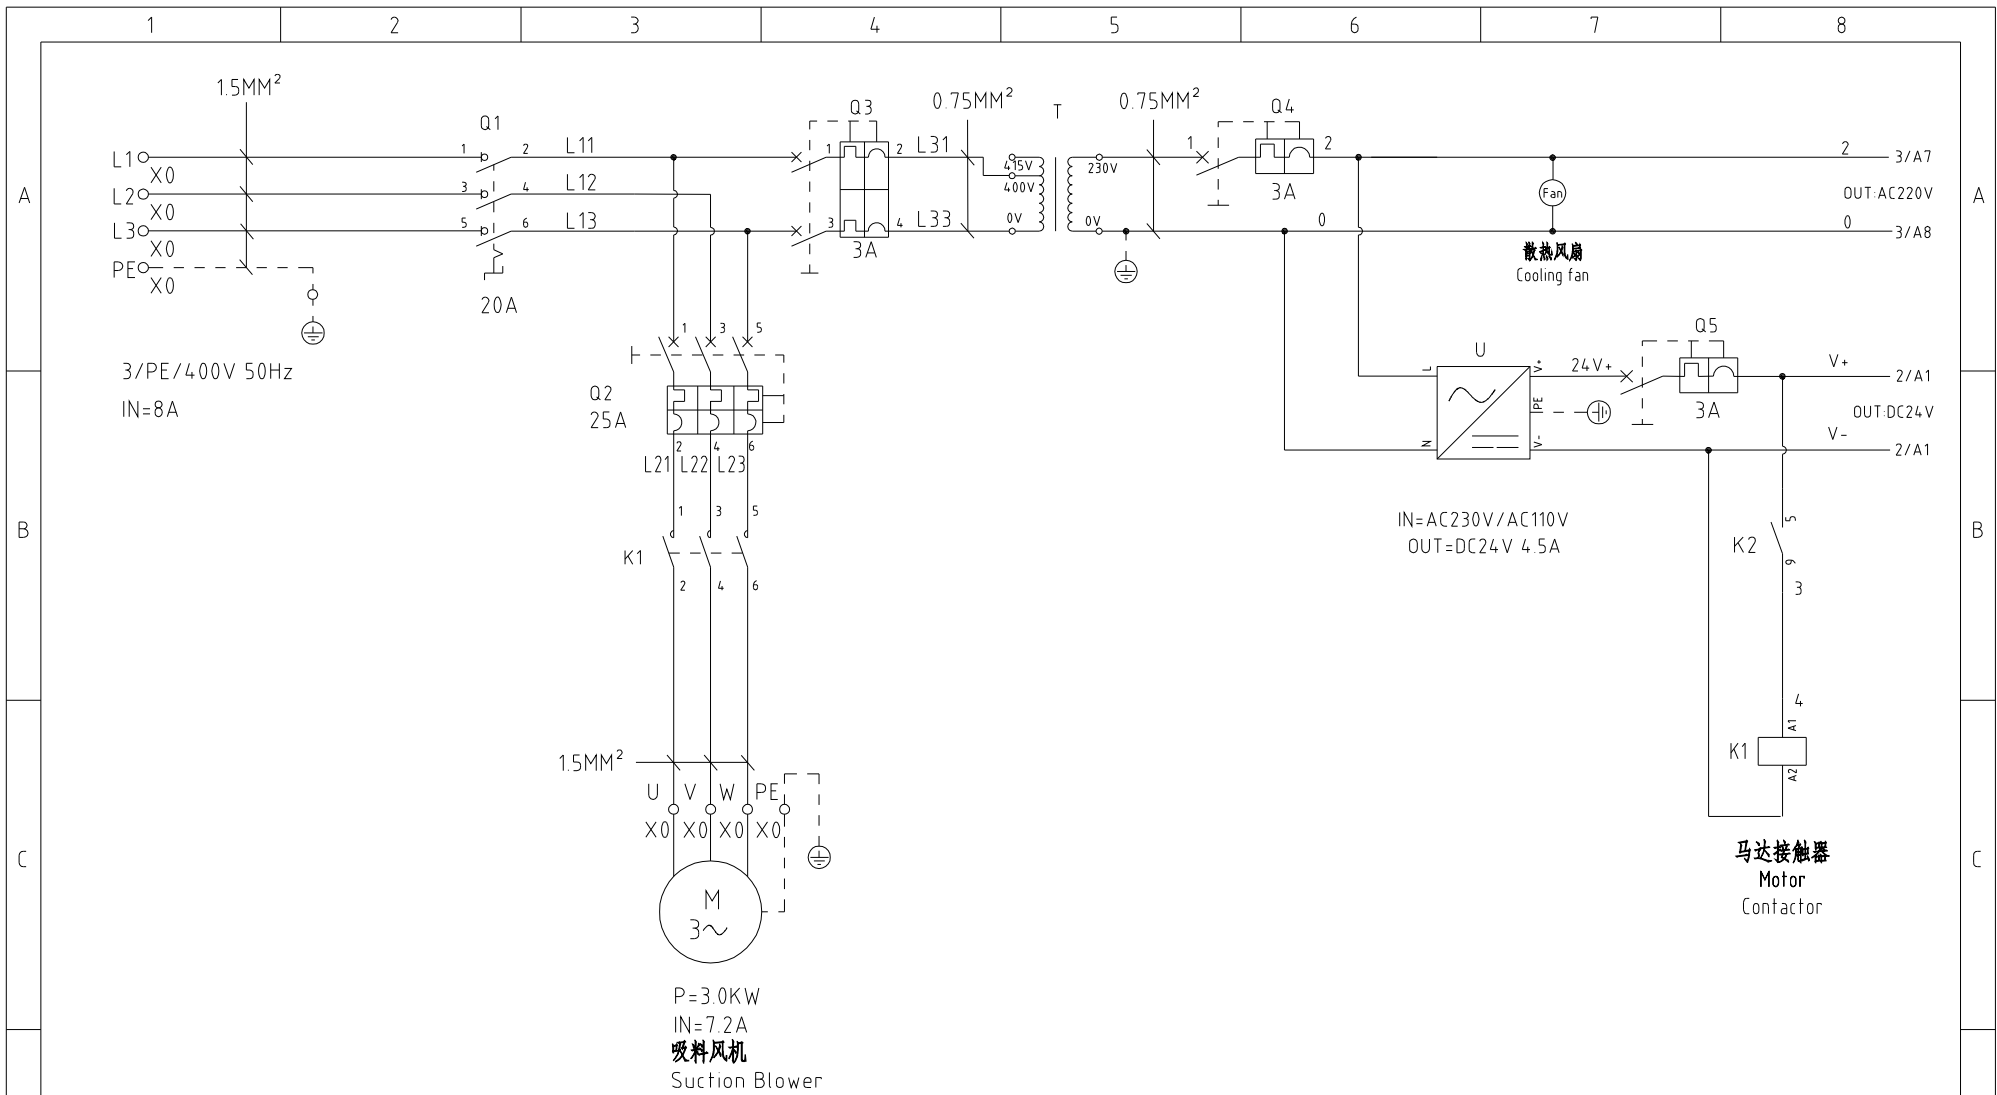 1 2 3 4 5 6 7 8
1.5MM²
Q1
Q3
0.75MM²
T
0.75MM²
Q4
L1 X0
1 2 L11
1 2 L31
415V
400V
230V
1 2
3A
2 3/A7
A
L2 X0
3 4 L12
Fan
OUT:AC220V
A
L3 X0
5 6 L13
3 4 L33
3A
0V
0V
0
0 3/A8
PE X0
20A
散热风扇
Cooling fan
3/PE/400V 50Hz
IN=8A
1 3 5
Q2
25A
2 4 6
L21 L22 L23
U
L
N
V+
PE
V-
24V+
Q5
3A
V+ 2/A1
OUT:DC24V
V- 2/A1
IN=AC230V/AC110V
OUT=DC24V 4.5A
B
1 3 5
K1
2 4 6
K2
5
9
3
B
4
A1
K1
A2
1.5MM²
U V W PE
X0 X0 X0 X0
C
马达接触器
Motor
Contactor
C
M
3~
P=3.0KW
IN=7.2A
吸料风机
Suction Blower